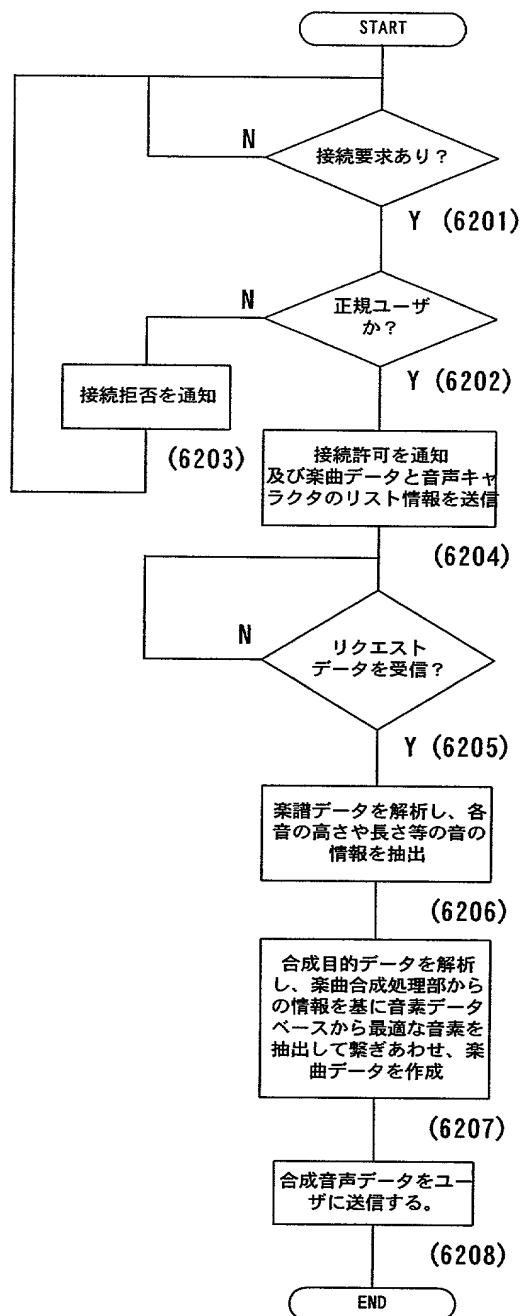 START
N
接続要求あり？
Y (6201)
N
正規ユーザ
か？
Y (6202)
接続拒否を通知
(6203)
接続許可を通知
及び楽曲データと音声キャ
ラクタのリスト情報を送信
(6204)
N
リクエスト
データを受信？
Y (6205)
楽譜データを解析し、各
音の高さや長さ等の音の
情報を抽出
(6206)
合成目的データを解析
し、楽曲合成処理部から
の情報を基に音素データ
ベースから最適な音素を
抽出して繋ぎあわせ、楽
曲データを作成
(6207)
合成音声データをユー
ザに送信する。
(6208)
END